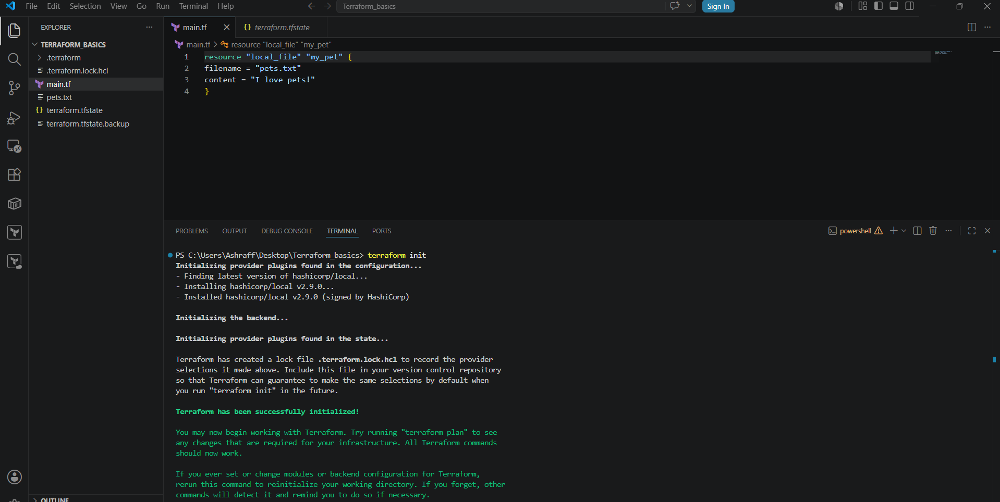 File Edit Selection View Go Run Terminal Help
Terraform_basics
Sign In
EXPLORER
TERRAFORM_BASICS
.terraform
.terraform.lock.hcl
main.tf
pets.txt
terraform.tfstate
terraform.tfstate.backup
OUTLINE
main.tf
terraform.tfstate
main.tf > resource "local_file" "my_pet"
1 resource "local_file" "my_pet" {
2 filename = "pets.txt"
3 content = "I love pets!"
4 }
PROBLEMS OUTPUT DEBUG CONSOLE TERMINAL PORTS
powershell
PS C:\Users\Ashraff\Desktop\Terraform_basics> terraform init
Initializing provider plugins found in the configuration...
- Finding latest version of hashicorp/local...
- Installing hashicorp/local v2.9.0...
- Installed hashicorp/local v2.9.0 (signed by HashiCorp)
Initializing the backend...
Initializing provider plugins found in the state...
Terraform has created a lock file .terraform.lock.hcl to record the provider
selections it made above. Include this file in your version control repository
so that Terraform can guarantee to make the same selections by default when
you run "terraform init" in the future.
Terraform has been successfully initialized!
You may now begin working with Terraform. Try running "terraform plan" to see
any changes that are required for your infrastructure. All Terraform commands
should now work.
If you ever set or change modules or backend configuration for Terraform,
rerun this command to reinitialize your working directory. If you forget, other
commands will detect it and remind you to do so if necessary.